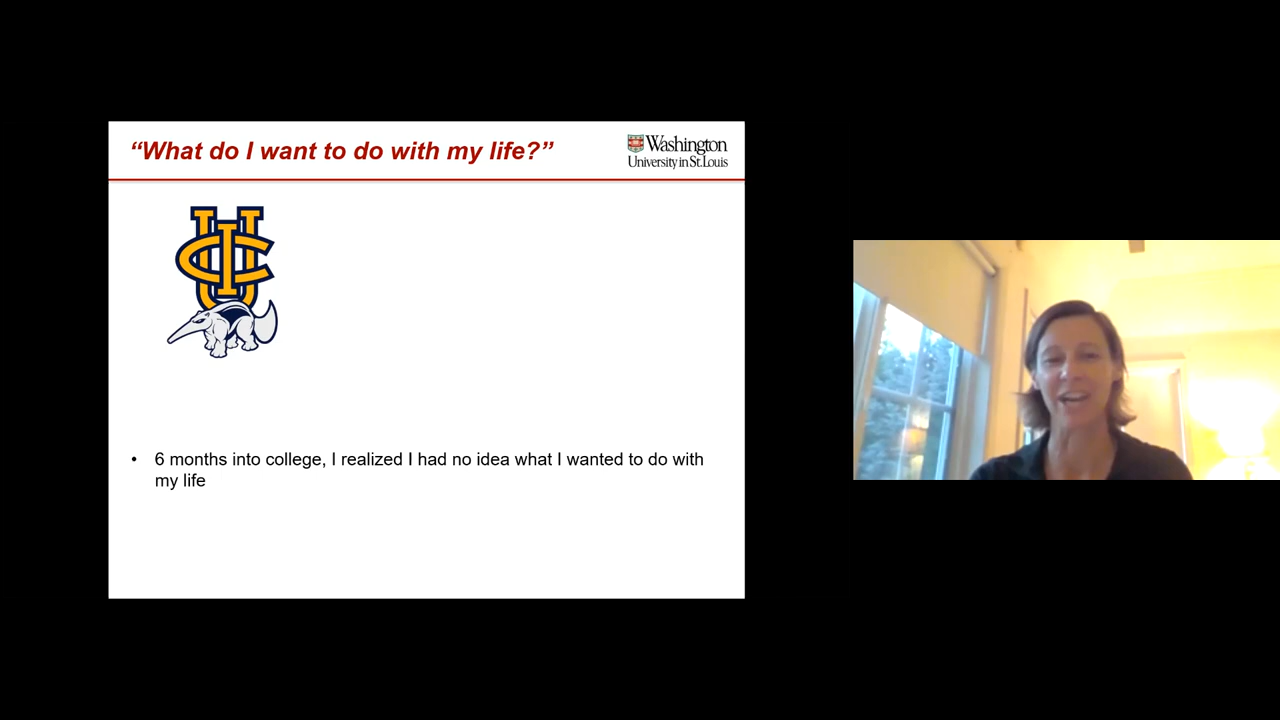 “What do I want to do with my life?”
Washington
University in St. Louis
UCI
• 6 months into college, I realized I had no idea what I wanted to do with
my life